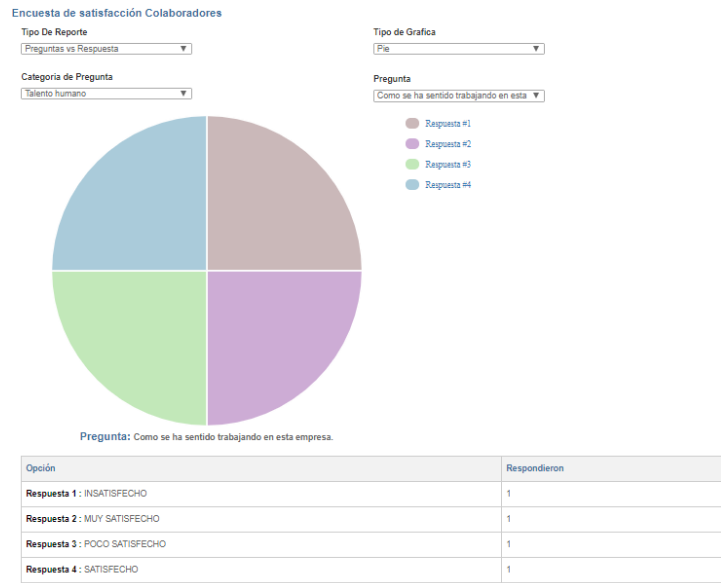 Encuesta de satisfacción Colaboradores
Tipo De Reporte
Tipo de Grafica
Preguntas vs Respuesta
Pie
Categoria de Pregunta
Pregunta
Talento humano
Como se ha sentido trabajando en esta
Respuesta #1
Respuesta #2
Respuesta #3
Respuesta #4
Pregunta: Como se ha sentido trabajando en esta empresa.
Opción Respondieron
Respuesta 1 : INSATISFECHO 1
Respuesta 2 : MUY SATISFECHO 1
Respuesta 3 : POCO SATISFECHO 1
Respuesta 4 : SATISFECHO 1